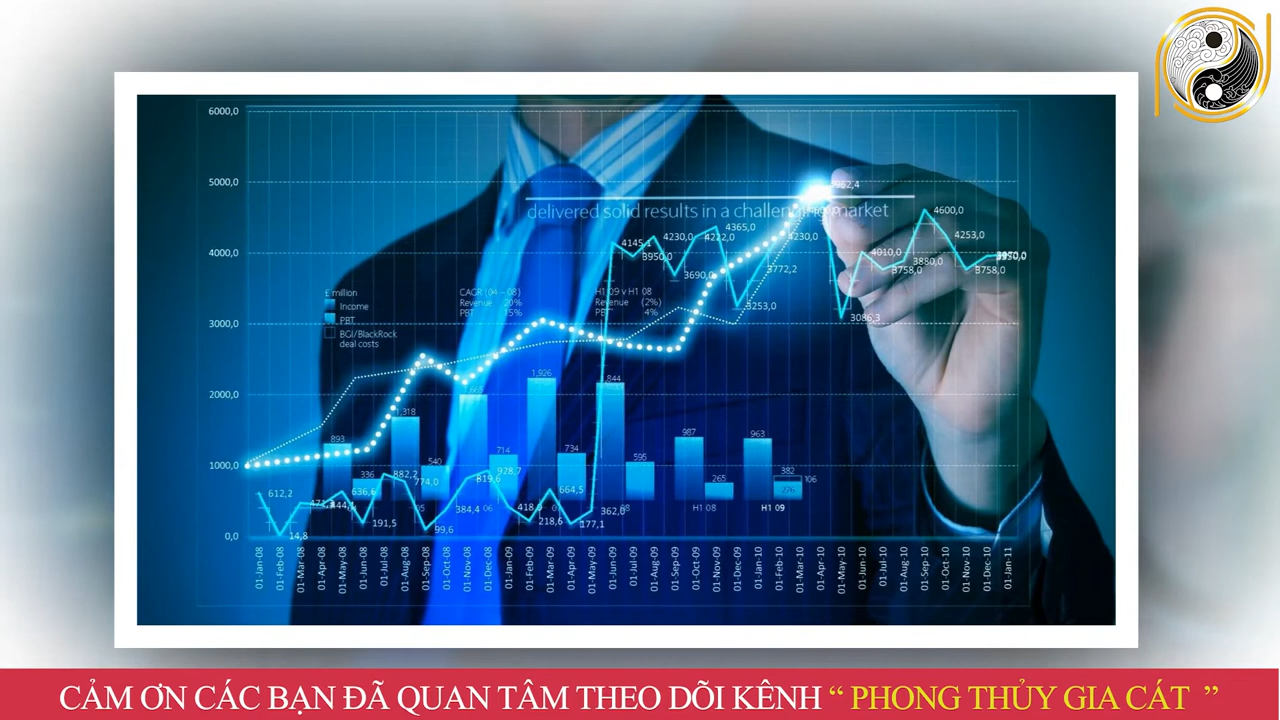 6000,0
5000,0
4000,0
3000,0
2000,0
1000,0
0,0
delivered solid results in a market
£ million
Income
PBT
BGI/BlackRock
deal costs
CAGR (04 – 08)
Revenue 20%
PBT 5%
H1 09 v H1 08
Revenue (2%)
PBT 4%
4145,1
3950,0
4230,0
3690,0
4222,0
4365,0
3253,0
3772,2
4230,0
3086,3
4010,0
3758,0
3880,0
4600,0
4253,0
3758,0
893
336
1,318
540
714
1,926
734
844
595
987
265
963
382
106
276
612,2
14,8
444,1
636,6
191,5
882,2
774,0
99,6
384,4
819,6
928,7
418,0
218,6
664,5
177,1
362,0
06
H1 08
H1 09
01-Jan-08
01-Feb-08
01-Mar-08
01-Apr-08
01-May-08
01-Jun-08
01-Jul-08
01-Aug-08
01-Sep-08
01-Oct-08
01-Nov-08
01-Dec-08
01-Jan-09
01-Feb-09
01-Mar-09
01-Apr-09
01-May-09
01-Jun-09
01-Jul-09
01-Aug-09
01-Sep-09
01-Oct-09
01-Nov-09
01-Dec-09
01-Jan-10
01-Feb-10
01-Mar-10
01-Apr-10
01-May-10
01-Jun-10
01-Jul-10
01-Aug-10
01-Sep-10
01-Oct-10
01-Nov-10
01-Dec-10
01-Jan-11
CẢM ƠN CÁC BẠN ĐÃ QUAN TÂM THEO DÕI KÊNH “ PHONG THỦY GIA CÁT ”